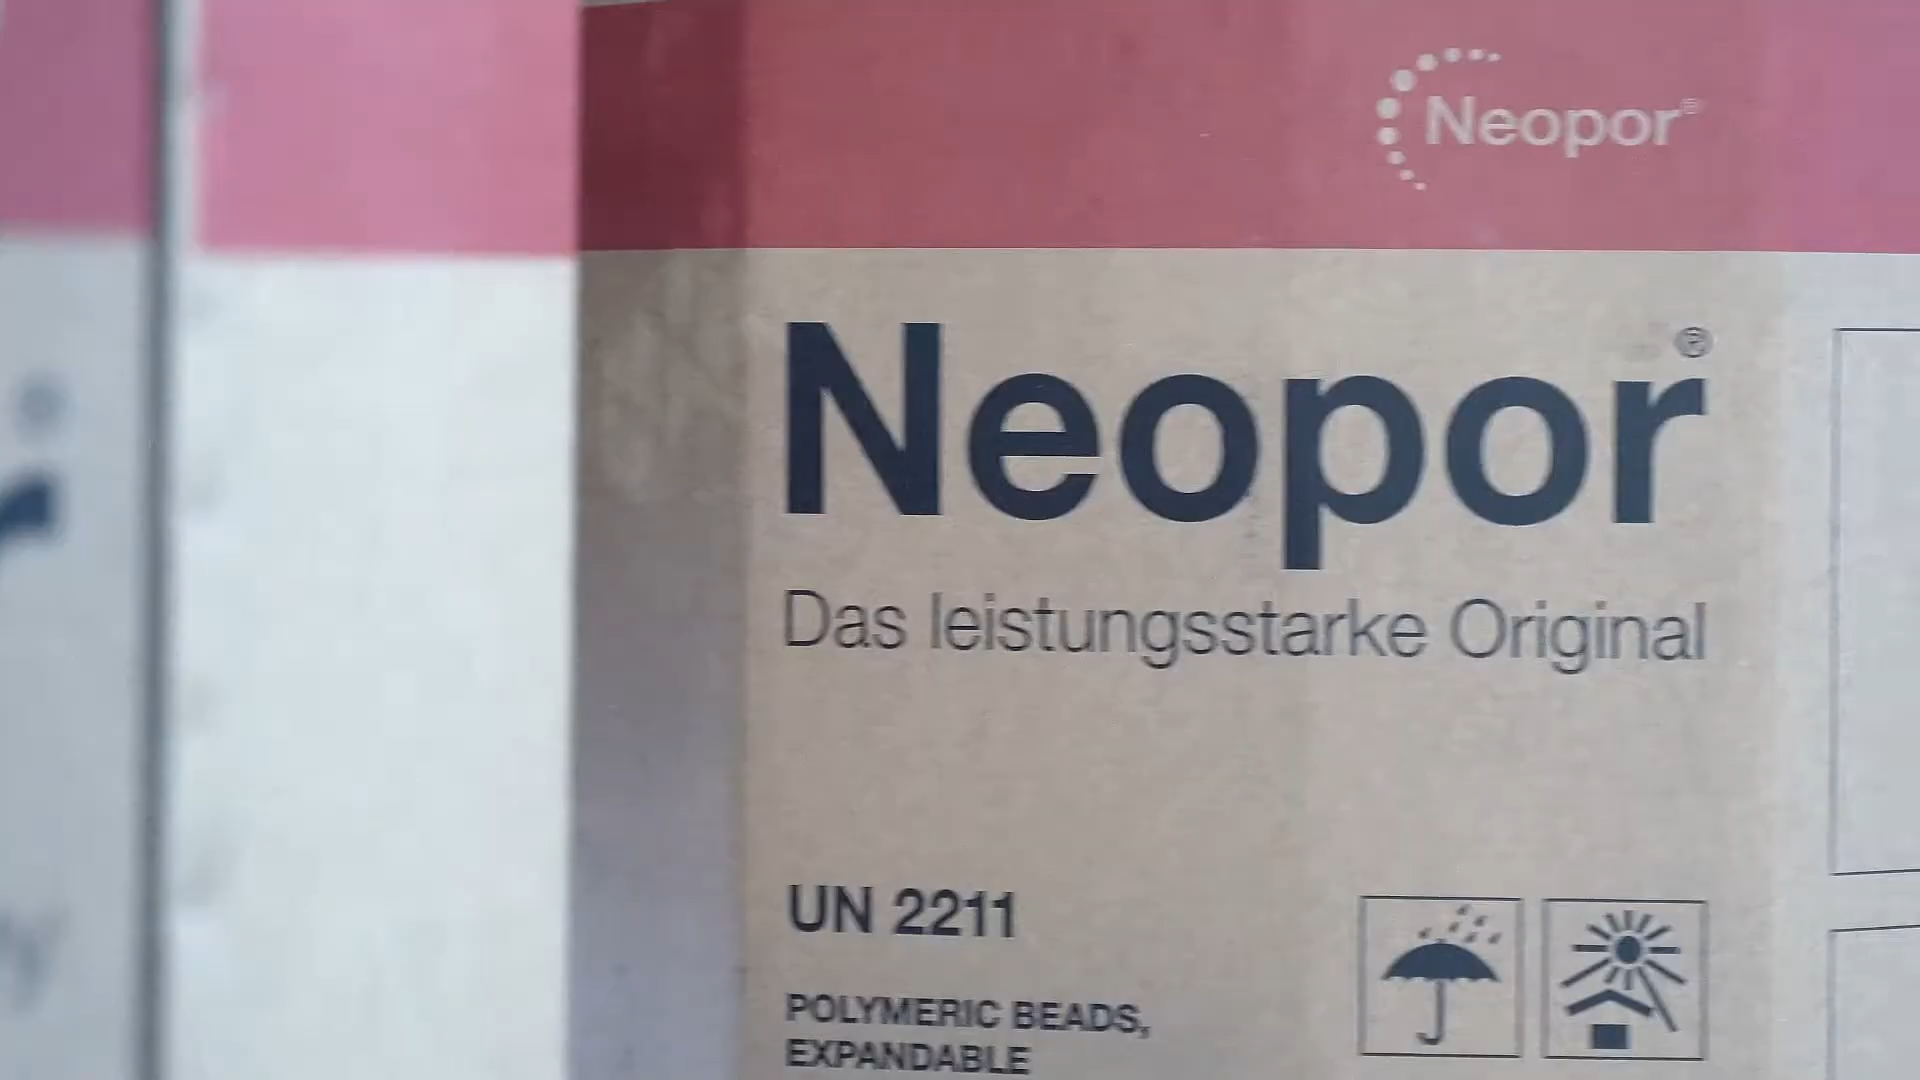 Neopor®
Neopor®
Das leistungsstarke Original
UN 2211
POLYMERIC BEADS,
EXPANDABLE